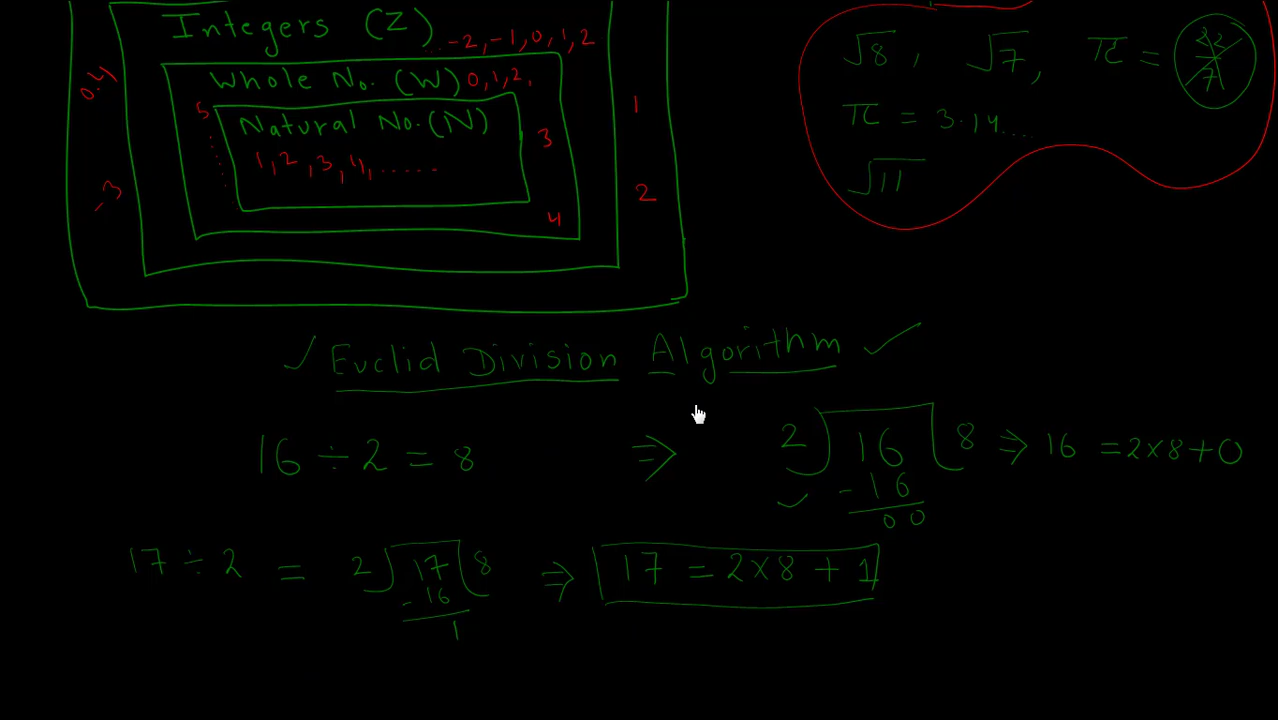 Integers (Z) ... -2, -1, 0, 1, 2
Whole No. (W) 0, 1, 2,
Natural No. (N)
1, 2, 3, 4, ......
0.4
-3
5
3
4
1
2
√8, √7, π = 22/7
π = 3.14....
√11
✓ Euclid Division Algorithm ✓
16 ÷ 2 = 8 ⇒ 2)16(8 ⇒ 16 = 2×8+0
✓ -16
00
17 ÷ 2 = 2)17(8 ⇒ 17 = 2×8 + 1
-16
1